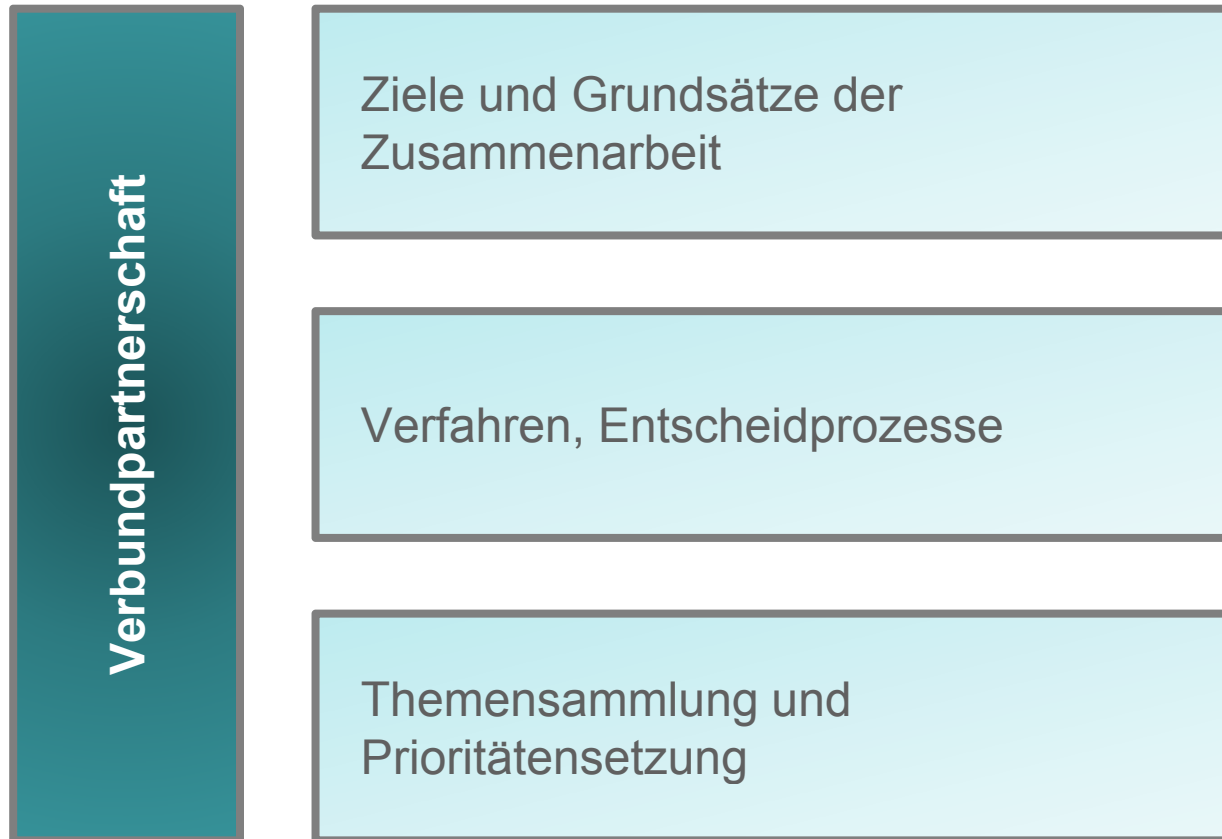 Verbundpartnerschaft
Ziele und Grundsätze der
Zusammenarbeit
Verfahren, Entscheidprozesse
Themensammlung und
Prioritätensetzung